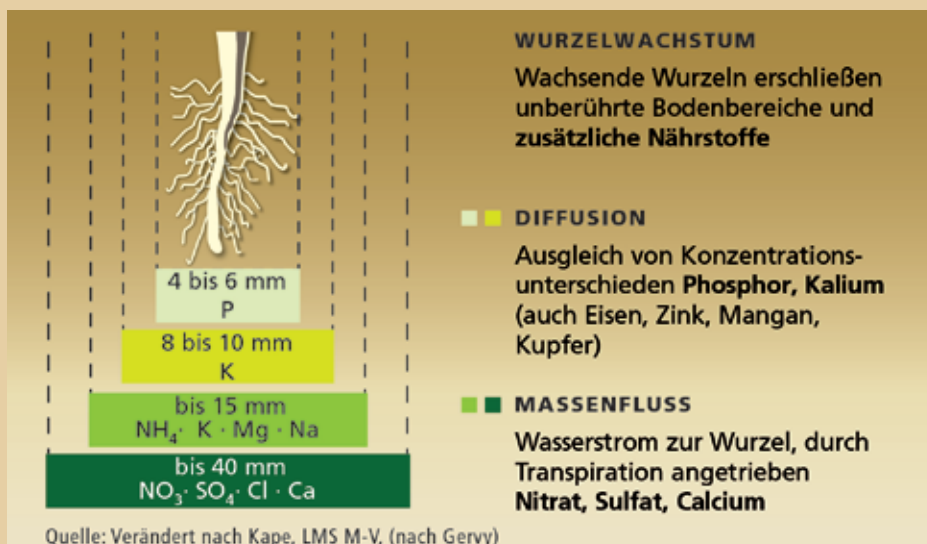 WURZELWACHSTUM
Wachsende Wurzeln erschließen
unberührte Bodenbereiche und
zusätzliche Nährstoffe
DIFFUSION
Ausgleich von Konzentrations-
unterschieden Phosphor, Kalium
(auch Eisen, Zink, Mangan,
Kupfer)
MASSENFLUSS
Wasserstrom zur Wurzel, durch
Transpiration angetrieben
Nitrat, Sulfat, Calcium
4 bis 6 mm
P
8 bis 10 mm
K
bis 15 mm
NH₄· K · Mg · Na
bis 40 mm
NO₃· SO₄· Cl · Ca
Quelle: Verändert nach Kape, LMS M-V, (nach Gervy)